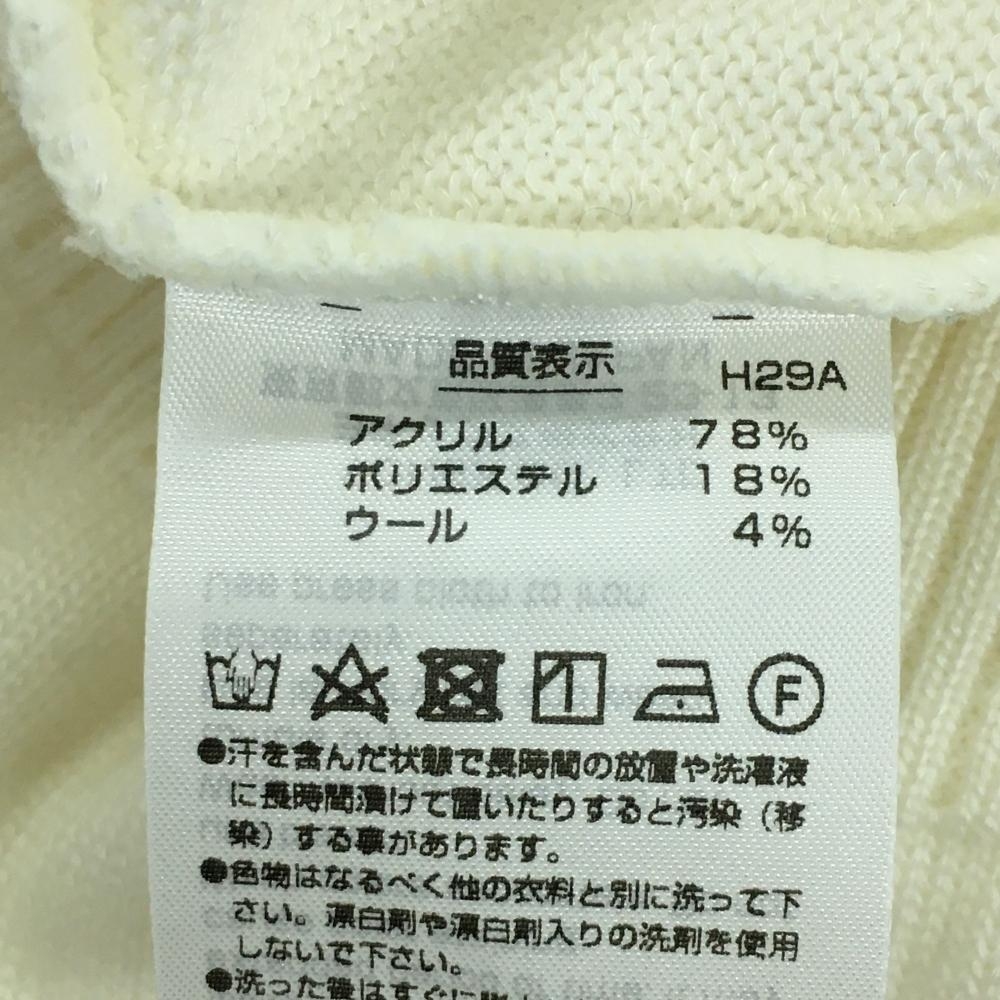 品質表示 H29A
アクリル 78%
ポリエステル 18%
ウール 4%
F
●汗を含んだ状態で長時間の放置や洗濯液
に長時間漬けて置いたりすると汚染（移
染）する事があります。
●色物はなるべく他の衣料と別に洗って下
さい。漂白剤や漂白剤入りの洗剤を使用
しないで下さい。
●洗った後はすぐに